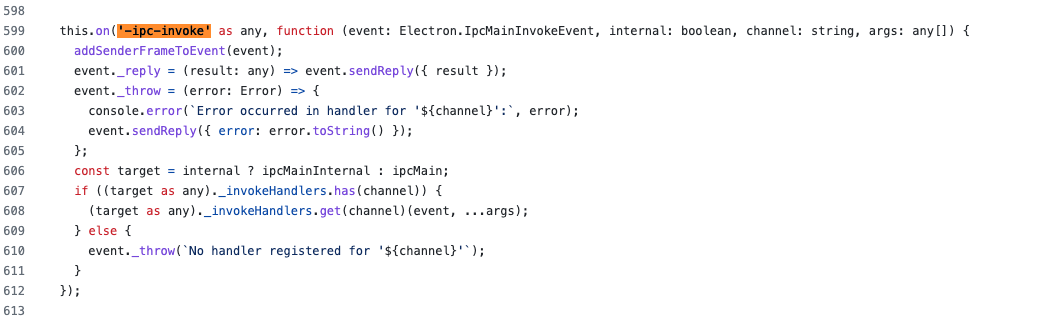 598
599 this.on('-ipc-invoke' as any, function (event: Electron.IpcMainInvokeEvent, internal: boolean, channel: string, args: any[]) {
600 addSenderFrameToEvent(event);
601 event._reply = (result: any) => event.sendReply({ result });
602 event._throw = (error: Error) => {
603 console.error(`Error occurred in handler for '${channel}':`, error);
604 event.sendReply({ error: error.toString() });
605 };
606 const target = internal ? ipcMainInternal : ipcMain;
607 if ((target as any)._invokeHandlers.has(channel)) {
608 (target as any)._invokeHandlers.get(channel)(event, ...args);
609 } else {
610 event._throw(`No handler registered for '${channel}'`);
611 }
612 });
613